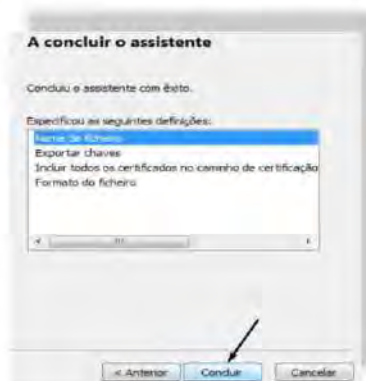 A concluir o assistente
Concluiu o assistente com êxito.
Especificou as seguintes definições:
Nome do ficheiro
Exportar chaves
Incluir todos os certificados no caminho de certificação
Formato do ficheiro
< Anterior Concluir Cancelar